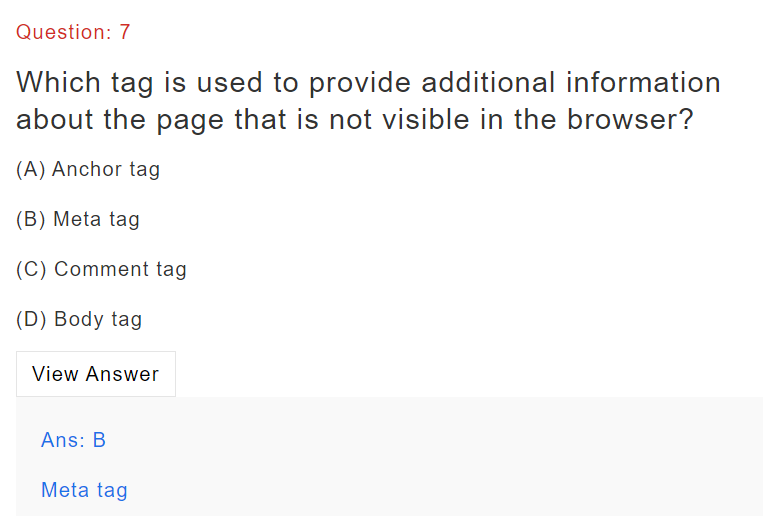 Question: 7
Which tag is used to provide additional information
about the page that is not visible in the browser?
(A) Anchor tag
(B) Meta tag
(C) Comment tag
(D) Body tag
View Answer
Ans: B
Meta tag